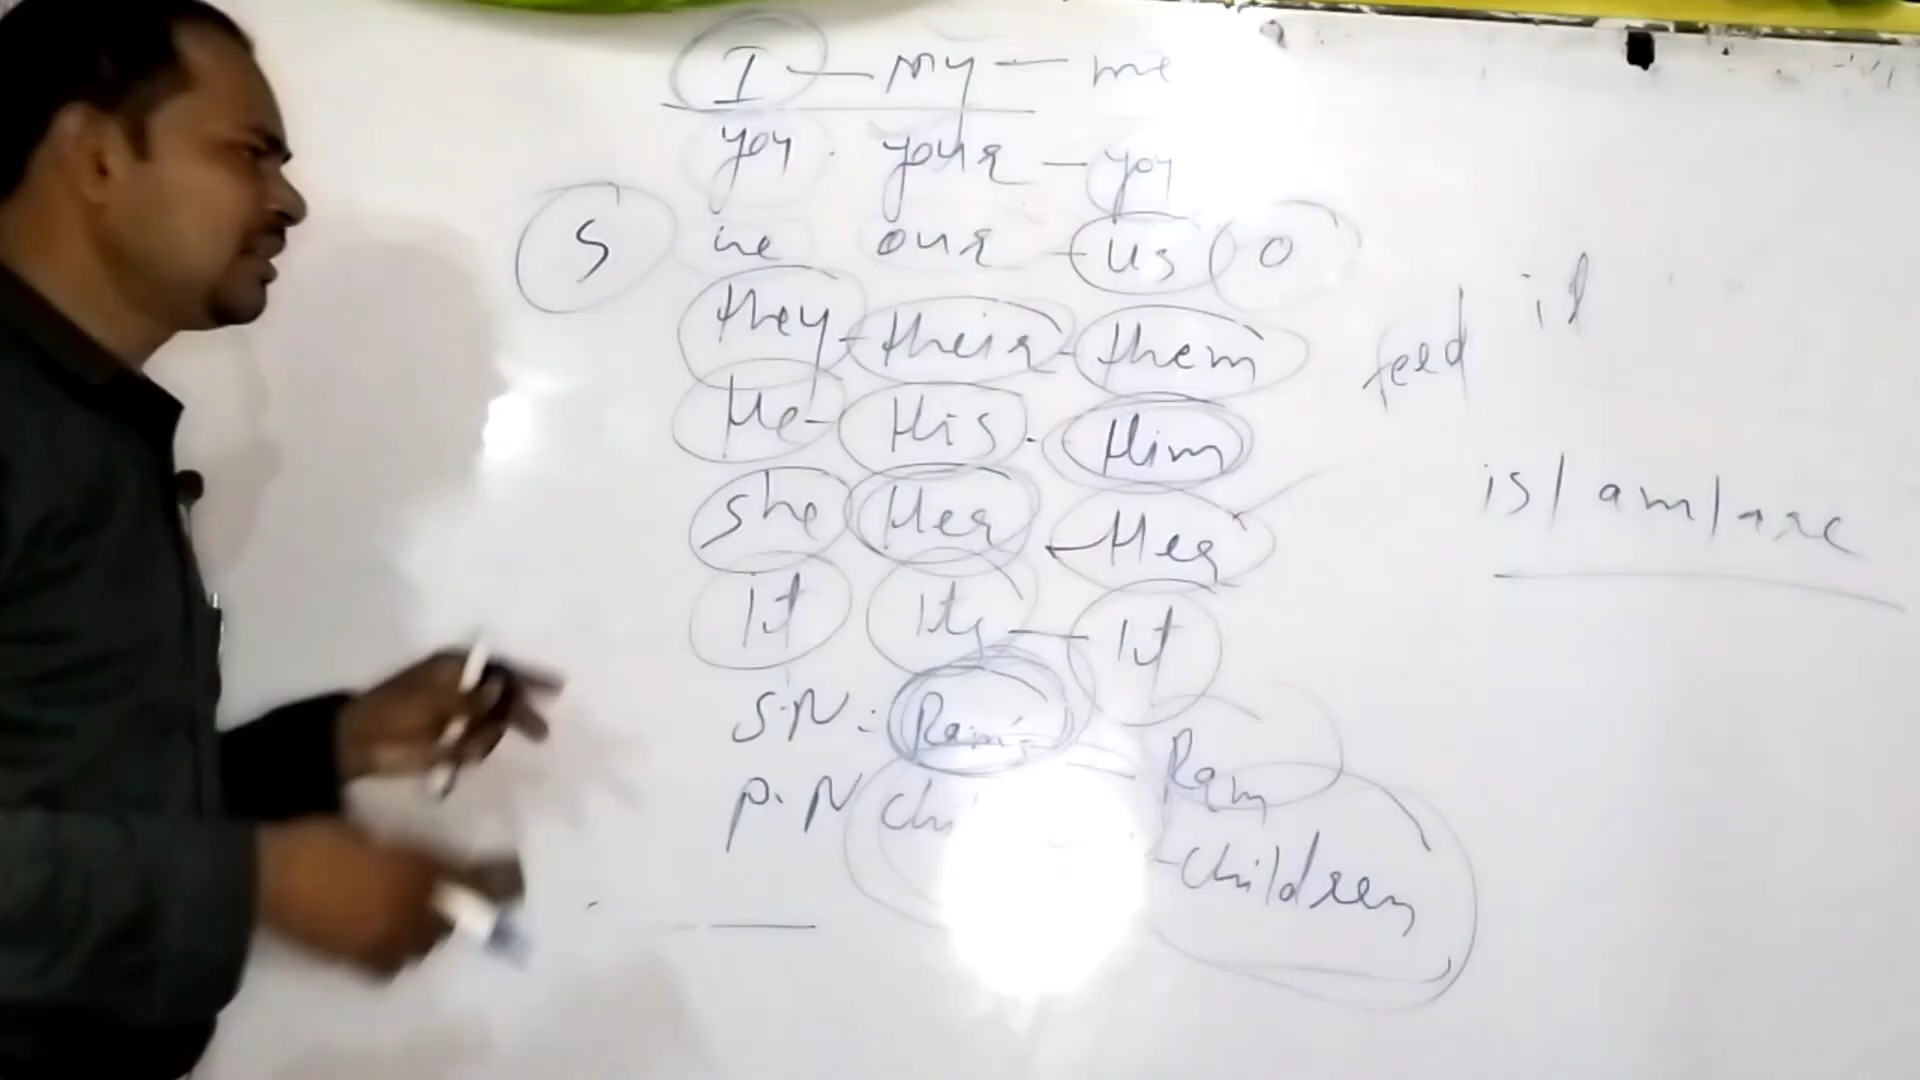 I — my — me
you . your — you
S we our - us O
they - their - them
He - His - Him
she Her - Her
It Its — It
S.N: Ram's Ram
P.N - children
feed it
is/am/are